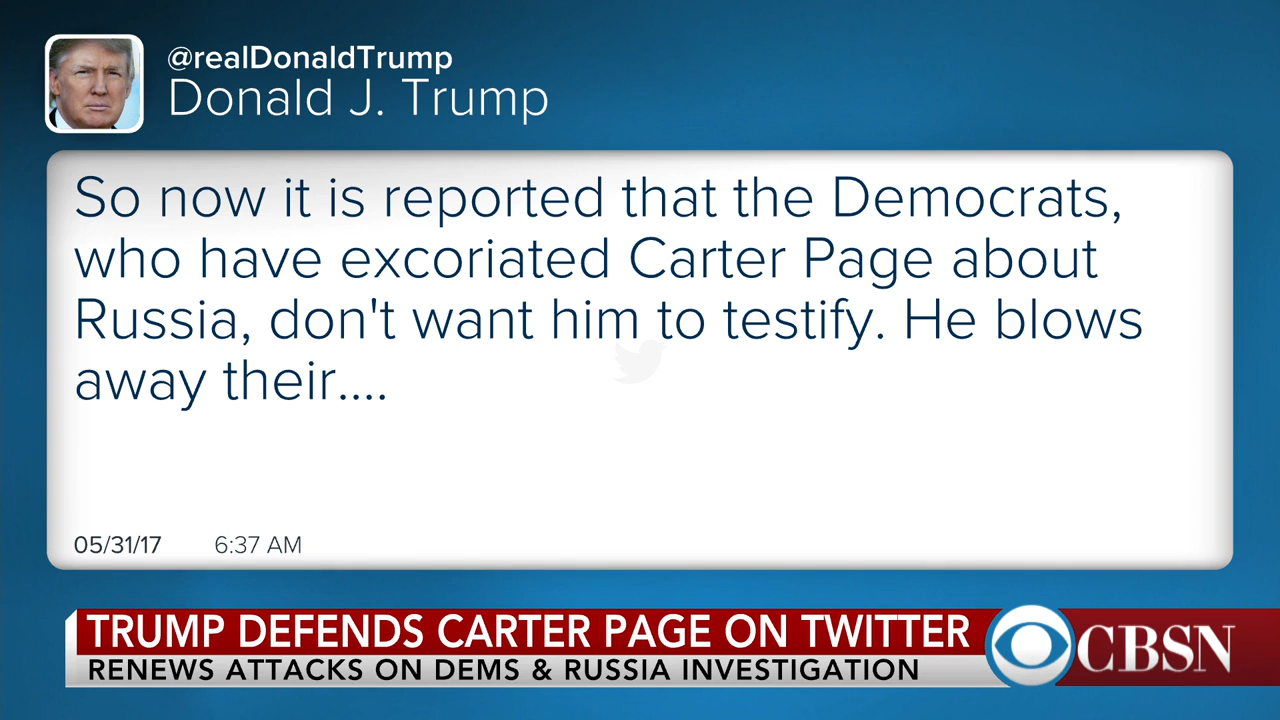 @realDonaldTrump
Donald J. Trump
So now it is reported that the Democrats,
who have excoriated Carter Page about
Russia, don't want him to testify. He blows
away their....
05/31/17 6:37 AM
TRUMP DEFENDS CARTER PAGE ON TWITTER
RENEWS ATTACKS ON DEMS & RUSSIA INVESTIGATION
CBSN